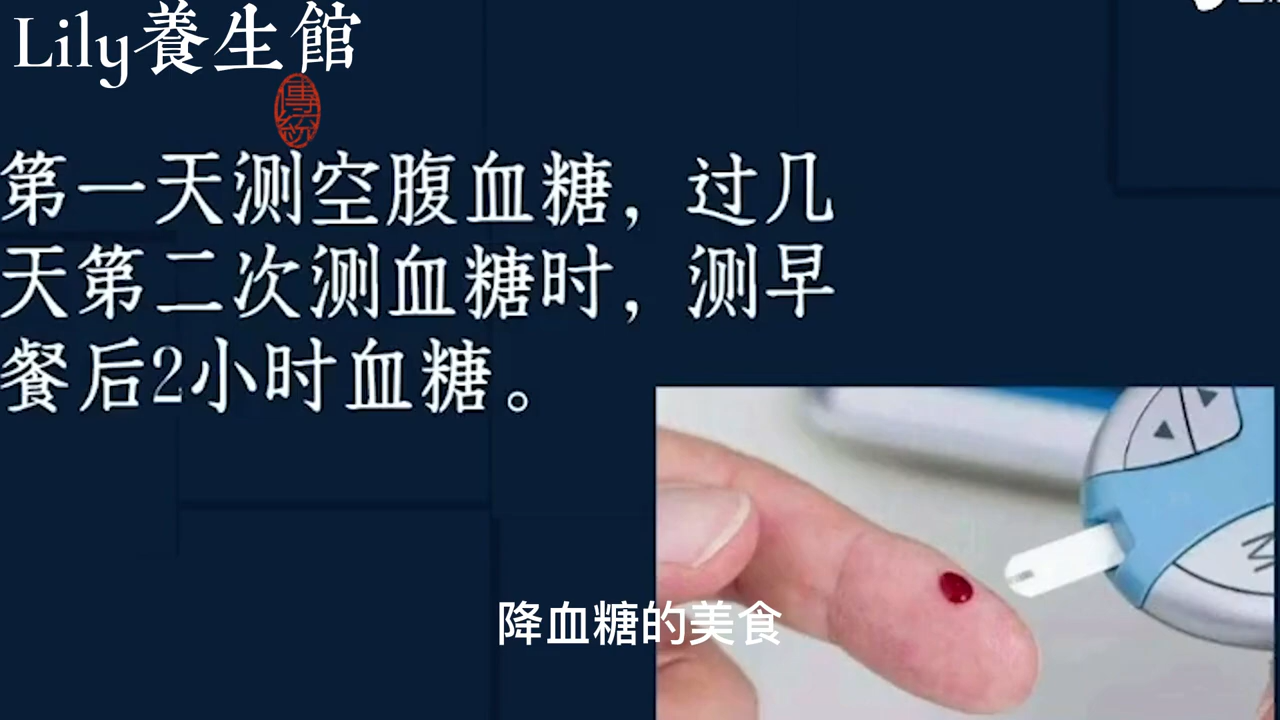 Lily養生館
傳統
第一天测空腹血糖，过几
天第二次测血糖时，测早
餐后2小时血糖。
M
降血糖的美食